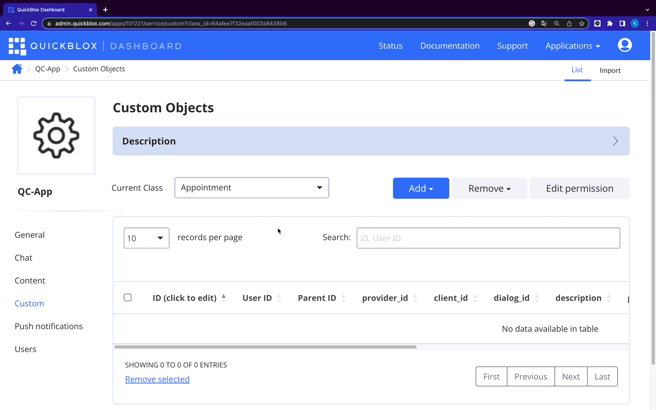 QuickBlox Dashboard
admin.quickblox.com/apps/101221/service/custom?class_id=64afee7f32eaaf003a8438b6
QUICKBLOX | DASHBOARD
Status
Documentation
Support
Applications
QC-App
Custom Objects
List
Import
Custom Objects
Description
QC-App
Current Class
Appointment
Add
Remove
Edit permission
General
Chat
Content
Custom
Push notifications
Users
10
records per page
Search:
ID, User ID
ID (click to edit)
User ID
Parent ID
provider_id
client_id
dialog_id
description
No data available in table
SHOWING 0 TO 0 OF 0 ENTRIES
Remove selected
First
Previous
Next
Last